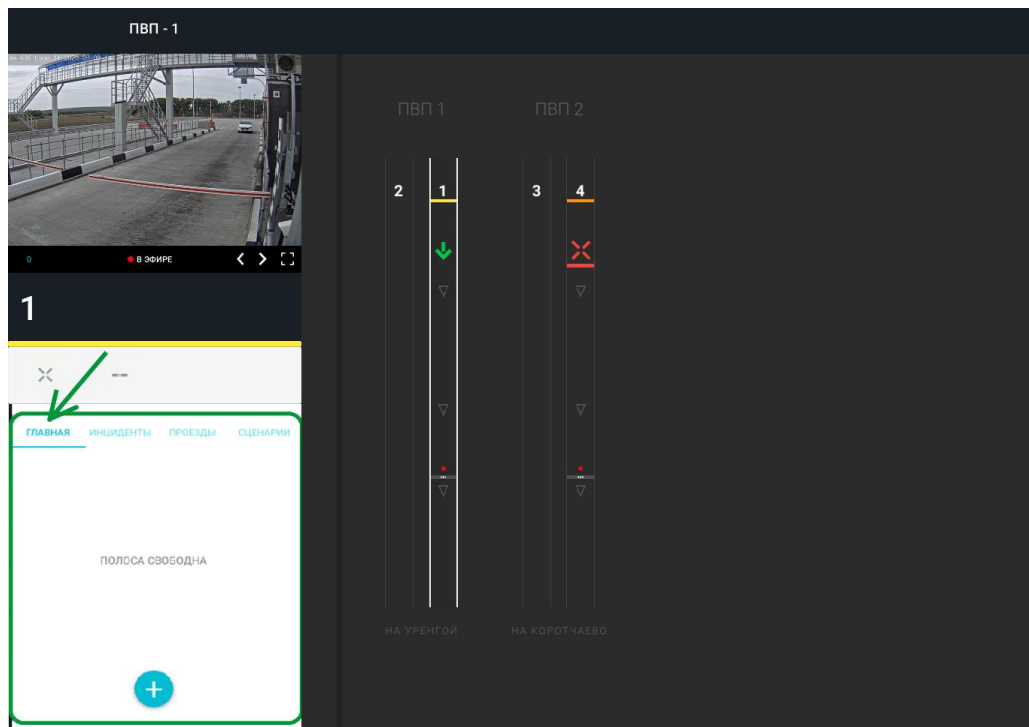 ПВП - 1
0
В ЭФИРЕ
1
ГЛАВНАЯ ИНЦИДЕНТЫ ПРОЕЗДЫ СЦЕНАРИИ
ПОЛОСА СВОБОДНА
ПВП 1 ПВП 2
2 1 3 4
НА УРЕНГОЙ НА КОРОТЧАЕВО